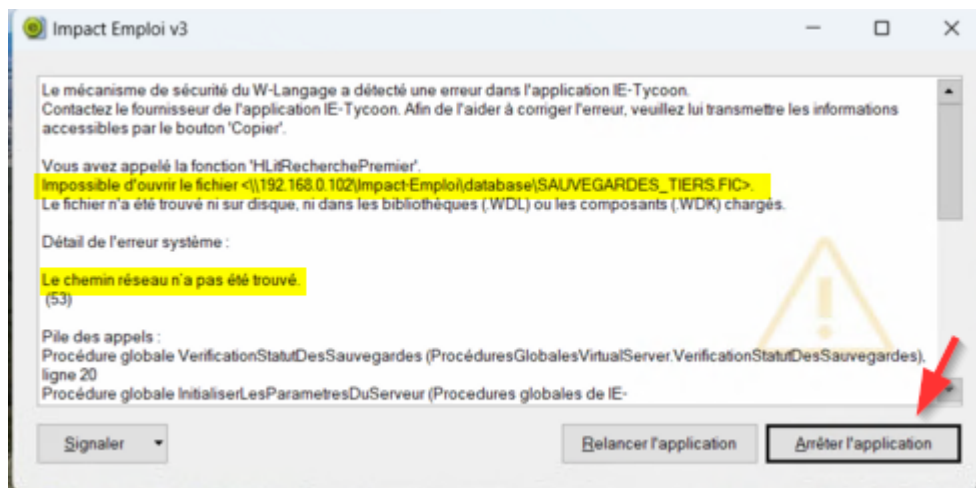 Impact Emploi v3
Le mécanisme de sécurité du W-Langage a détecté une erreur dans l'application IE-Tycoon.
Contactez le fournisseur de l'application IE-Tycoon. Afin de l'aider à corriger l'erreur, veuillez lui transmettre les informations
accessibles par le bouton 'Copier'.
Vous avez appelé la fonction 'HLitRecherchePremier'.
Impossible d'ouvrir le fichier <\\192.168.0.102\Impact-Emploi\database\SAUVEGARDES_TIERS.FIC>.
Le fichier n'a été trouvé ni sur disque, ni dans les bibliothèques (.WDL) ou les composants (.WDK) chargés.
Détail de l'erreur système :
Le chemin réseau n'a pas été trouvé.
(53)
Pile des appels :
Procédure globale VerificationStatutDesSauvegardes (ProcéduresGlobalesVirtualServer.VerificationStatutDesSauvegardes),
ligne 20
Procédure globale InitialiserLesParametresDuServeur (Procedures globales de IE-
Signaler
Relancer l'application
Arrêter l'application